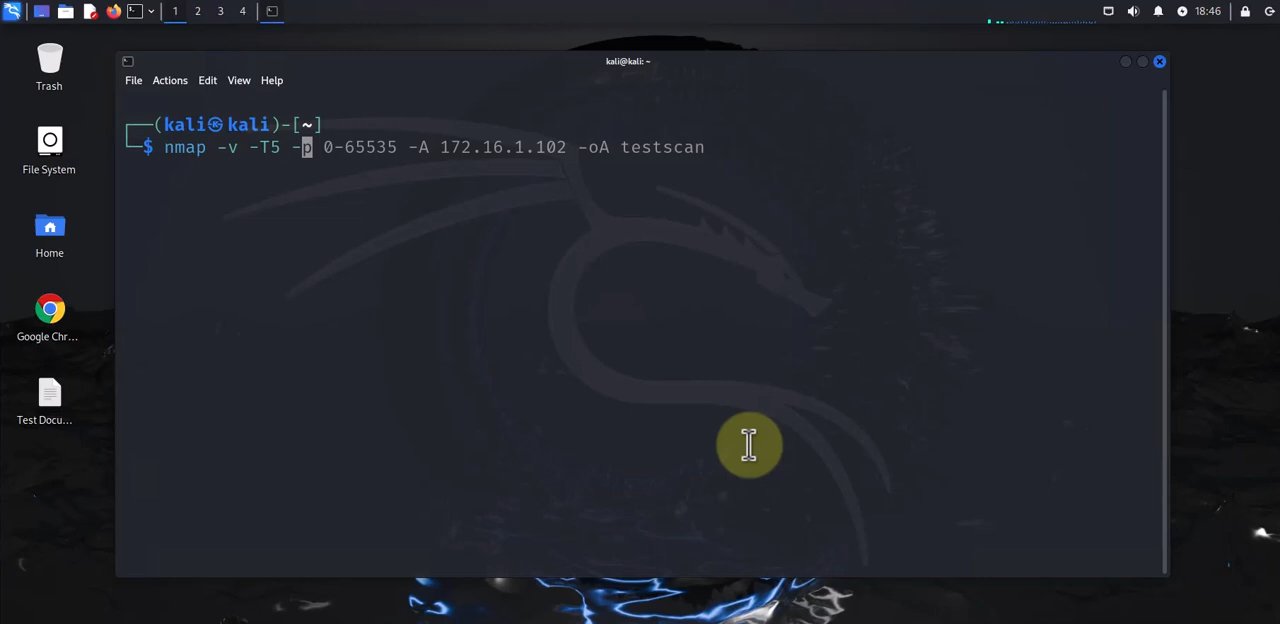 1 2 3 4
18:46
kali@kali: ~
File Actions Edit View Help
┌──(kali㉿kali)-[~]
└─$ nmap -v -T5 -p 0-65535 -A 172.16.1.102 -oA testscan
Trash
File System
Home
Google Chr...
Test Docu...